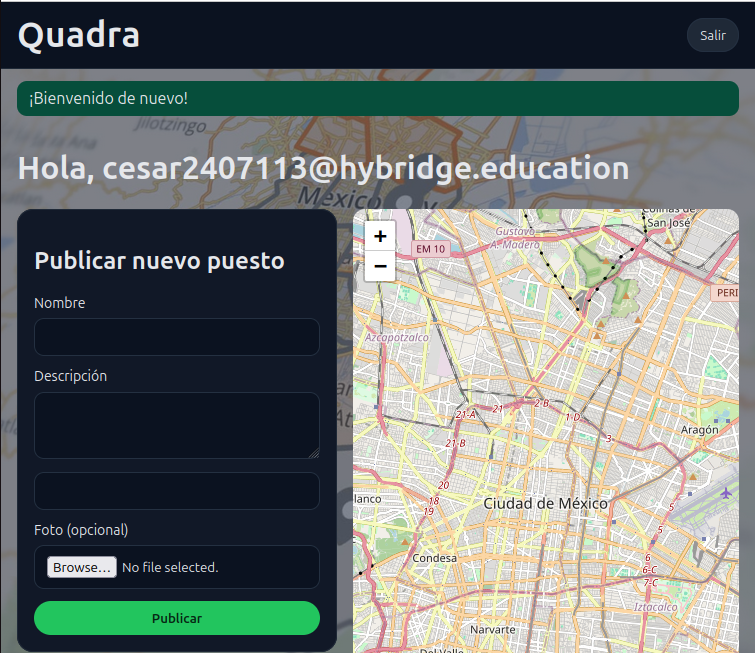 Quadra
Salir
¡Bienvenido de nuevo!
Jilotzingo
Hola, cesar2407113@hybridge.education
México
Publicar nuevo puesto
Nombre
Descripción
Foto (opcional)
Browse... No file selected.
Publicar
+
−
Colinas de
San José
Gustavo
A. Madero
EM 10
PERI
Azcapotzalco
21-A
21
2-B
1-D
21-B
3
Aragón
20
18
19
lanco
Ciudad de México
5
5
Condesa
6
6-C
7-C
Iztacalco
Narvarte
Del Valle